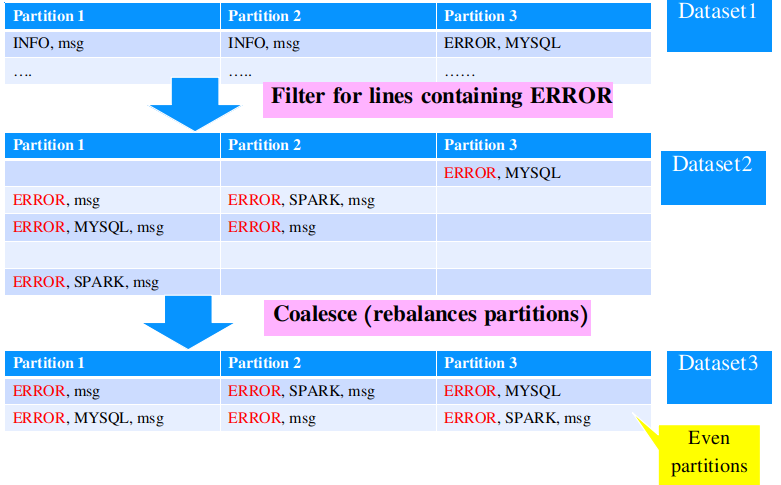 Partition 1 Partition 2 Partition 3
Dataset1
INFO, msg INFO, msg ERROR, MYSQL
.... ..... ......
Filter for lines containing ERROR
Partition 1 Partition 2 Partition 3
Dataset2
ERROR, MYSQL
ERROR, msg ERROR, SPARK, msg
ERROR, MYSQL, msg ERROR, msg
ERROR, SPARK, msg
Coalesce (rebalances partitions)
Partition 1 Partition 2 Partition 3
Dataset3
ERROR, msg ERROR, SPARK, msg ERROR, MYSQL
ERROR, MYSQL, msg ERROR, msg ERROR, SPARK, msg
Even
partitions